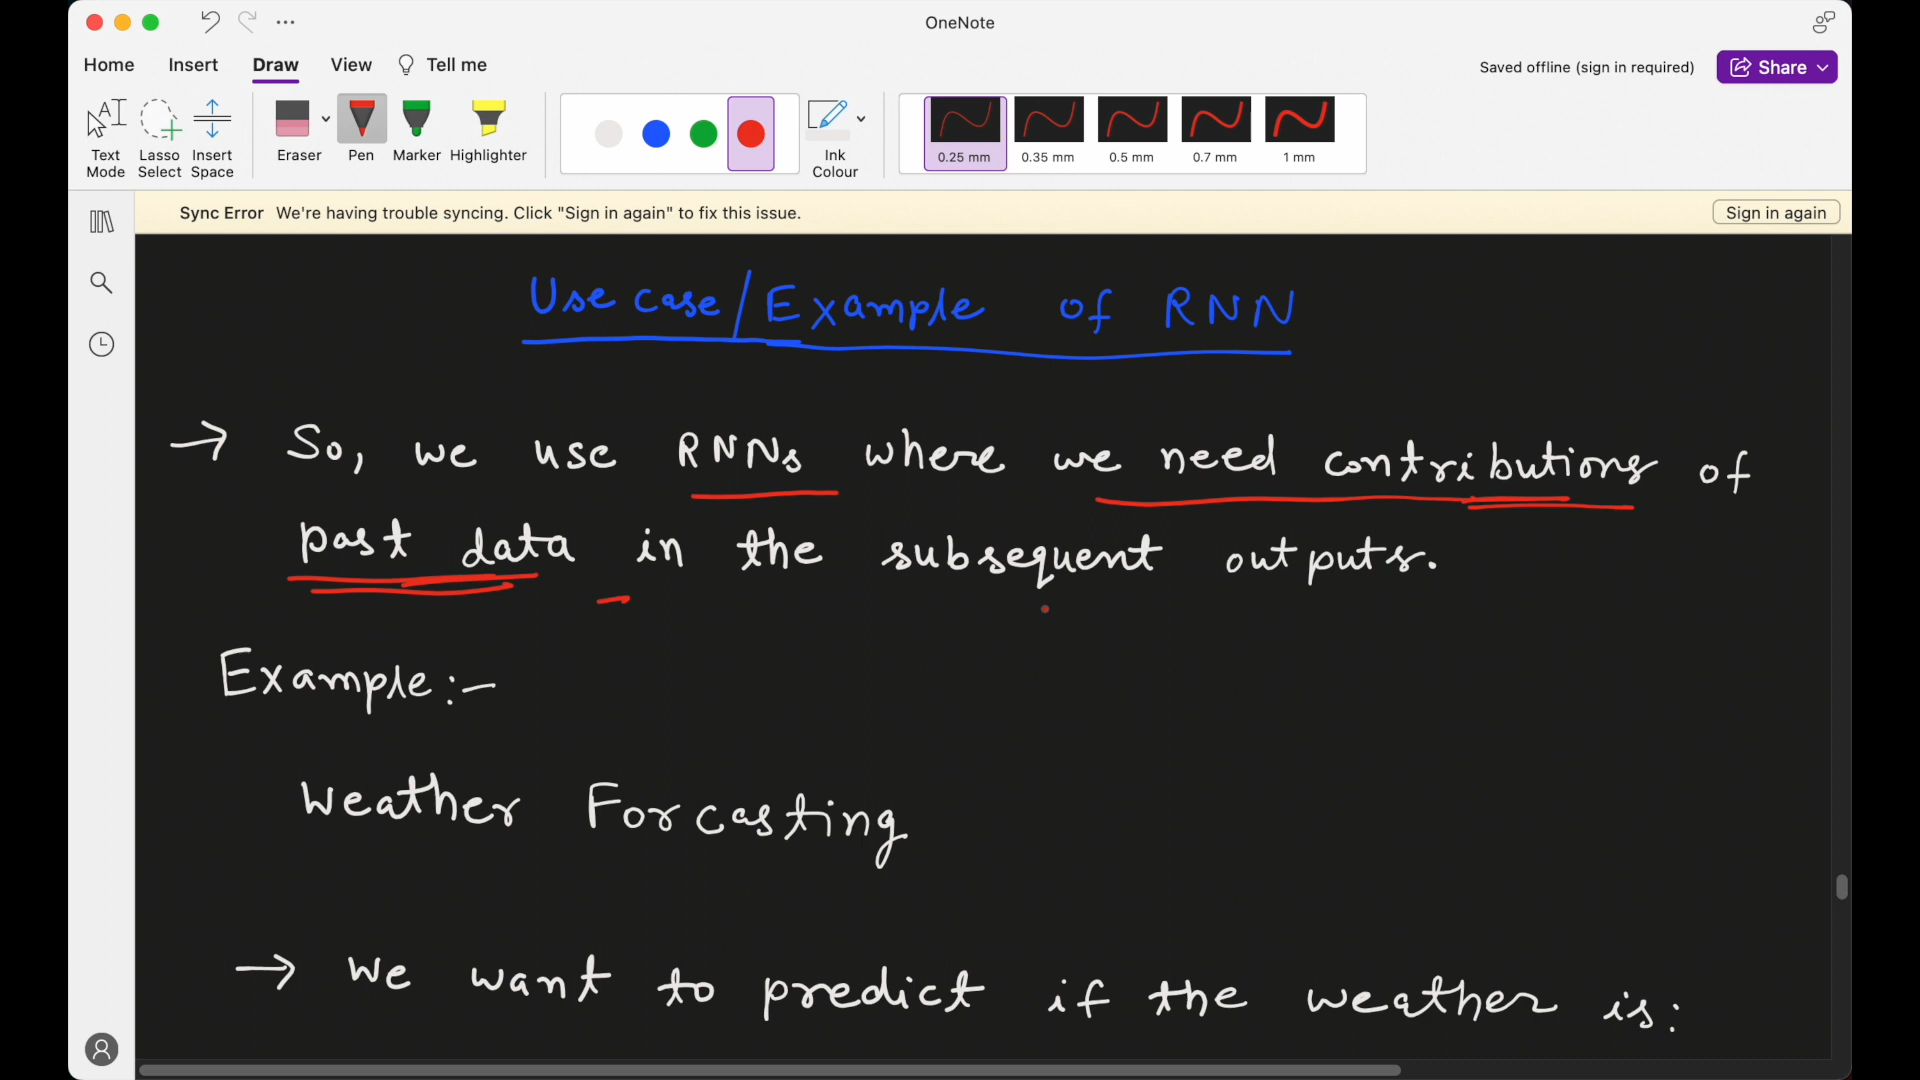 OneNote
Home Insert Draw View Tell me
Saved offline (sign in required)
Share
Text Mode
Lasso Select
Insert Space
Eraser
Pen
Marker
Highlighter
Ink Colour
0.25 mm
0.35 mm
0.5 mm
0.7 mm
1 mm
Sync Error We're having trouble syncing. Click "Sign in again" to fix this issue.
Sign in again
Use case/Example of RNN
→ So, we use RNNs where we need contributions of
past data in the subsequent outputs.
Example:-
Weather Forcasting
→ We want to predict if the weather is: